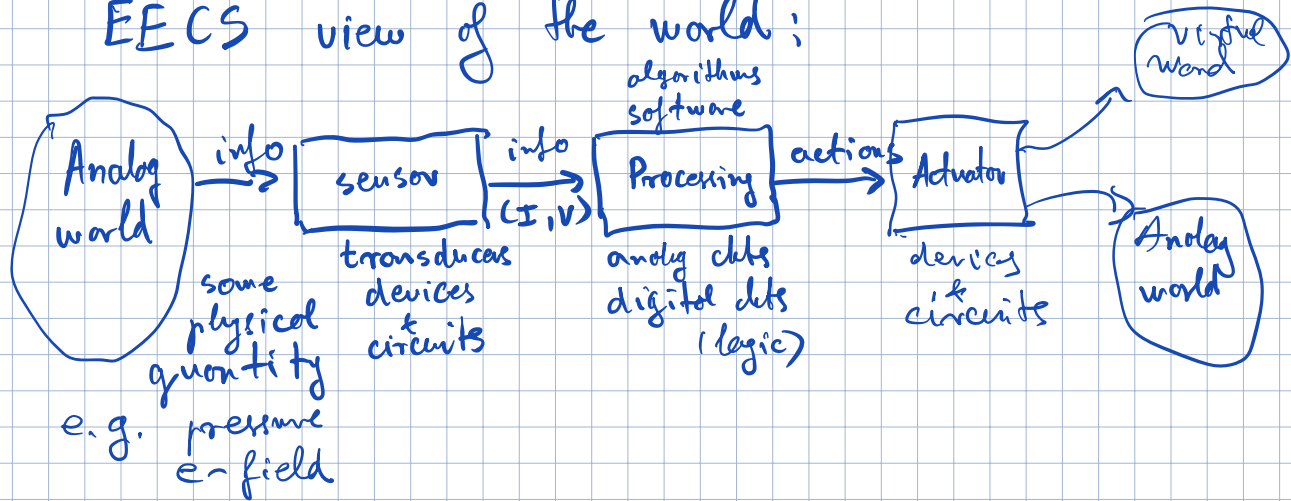 EECS view of the world:
algorithms
software
Analog
world
info
sensor
info
(I, V)
Processing
actions
Actuator
world
Analog
world
some
physical
quantity
e.g. pressure
e-field
transducers
devices
&
circuits
analog ckts
digital ckts
(logic)
devices
&
circuits